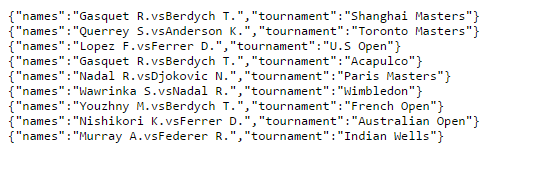 {"names":"Gasquet R.vsBerdych T.","tournament":"Shanghai Masters"}
{"names":"Querrey S.vsAnderson K.","tournament":"Toronto Masters"}
{"names":"Lopez F.vsFerrer D.","tournament":"U.S Open"}
{"names":"Gasquet R.vsBerdych T.","tournament":"Acapulco"}
{"names":"Nadal R.vsDjokovic N.","tournament":"Paris Masters"}
{"names":"Wawrinka S.vsNadal R.","tournament":"Wimbledon"}
{"names":"Youzhny M.vsBerdych T.","tournament":"French Open"}
{"names":"Nishikori K.vsFerrer D.","tournament":"Australian Open"}
{"names":"Murray A.vsFederer R.","tournament":"Indian Wells"}